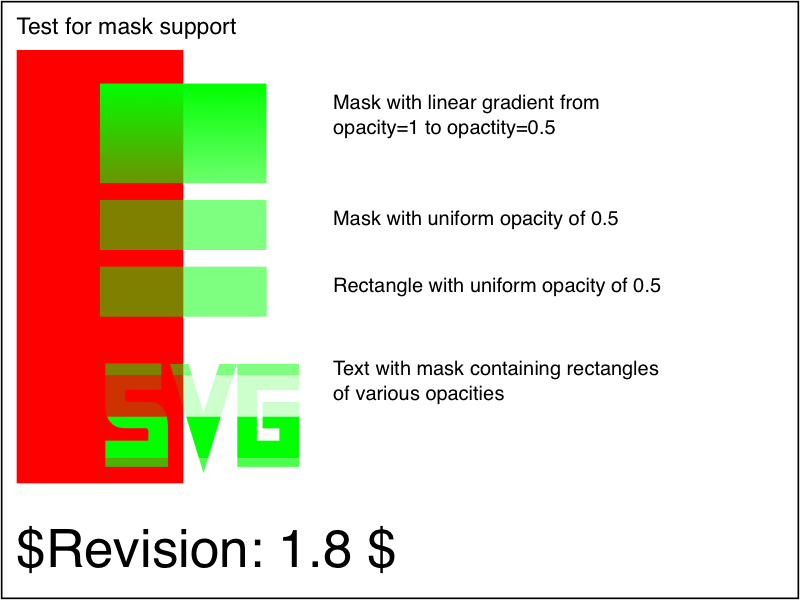 Test for mask support
Mask with linear gradient from
opacity=1 to opactity=0.5
Mask with uniform opacity of 0.5
Rectangle with uniform opacity of 0.5
SVG
Text with mask containing rectangles
of various opacities
$Revision: 1.8 $